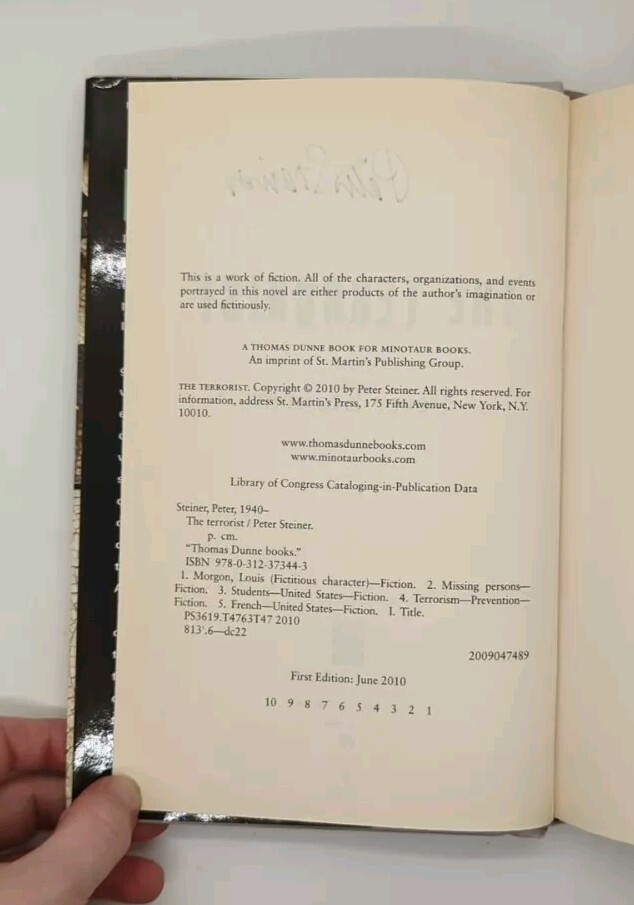 This is a work of fiction. All of the characters, organizations, and events
portrayed in this novel are either products of the author's imagination or
are used fictitiously.
A THOMAS DUNNE BOOK FOR MINOTAUR BOOKS.
An imprint of St. Martin's Publishing Group.
THE TERRORIST. Copyright © 2010 by Peter Steiner. All rights reserved. For
information, address St. Martin's Press, 175 Fifth Avenue, New York, N.Y.
10010.
www.thomasdunnebooks.com
www.minotaurbooks.com
Library of Congress Cataloging-in-Publication Data
Steiner, Peter, 1940–
The terrorist / Peter Steiner.
p. cm.
"Thomas Dunne books."
ISBN 978-0-312-37344-3
1. Morgon, Louis (Fictitious character)—Fiction. 2. Missing persons—
Fiction. 3. Students—United States—Fiction. 4. Terrorism—Prevention—
Fiction. 5. French—United States—Fiction. I. Title.
PS3619.T4763T47 2010
813'.6—dc22
2009047489
First Edition: June 2010
10 9 8 7 6 5 4 3 2 1